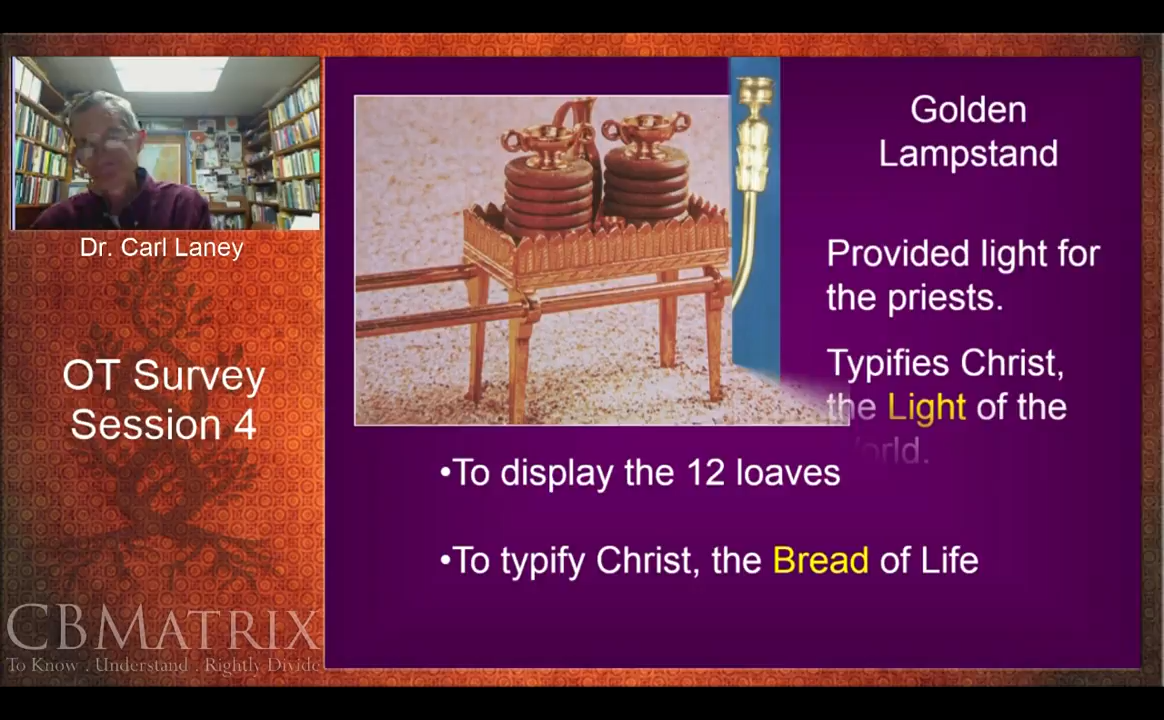 Dr. Carl Laney
OT Survey
Session 4
CBMATRIX
To Know . Understand . Rightly Divide
Golden
Lampstand
Provided light for
the priests.
Typifies Christ,
the Light of the
World.
•To display the 12 loaves
•To typify Christ, the Bread of Life